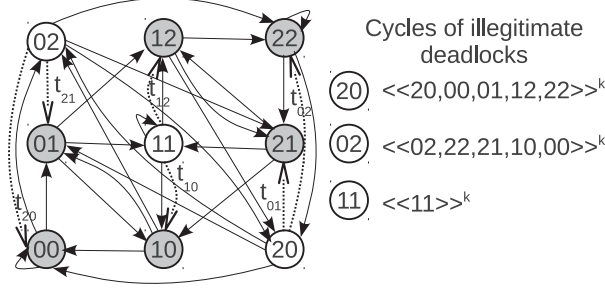 02 12 22 Cycles of illegitimate
deadlocks
t21 t12 t02
20 <<20,00,01,12,22>>^k
01 11 21 02 <<02,22,21,10,00>>^k
t20 t10 t01 11 <<11>>^k
00 10 20